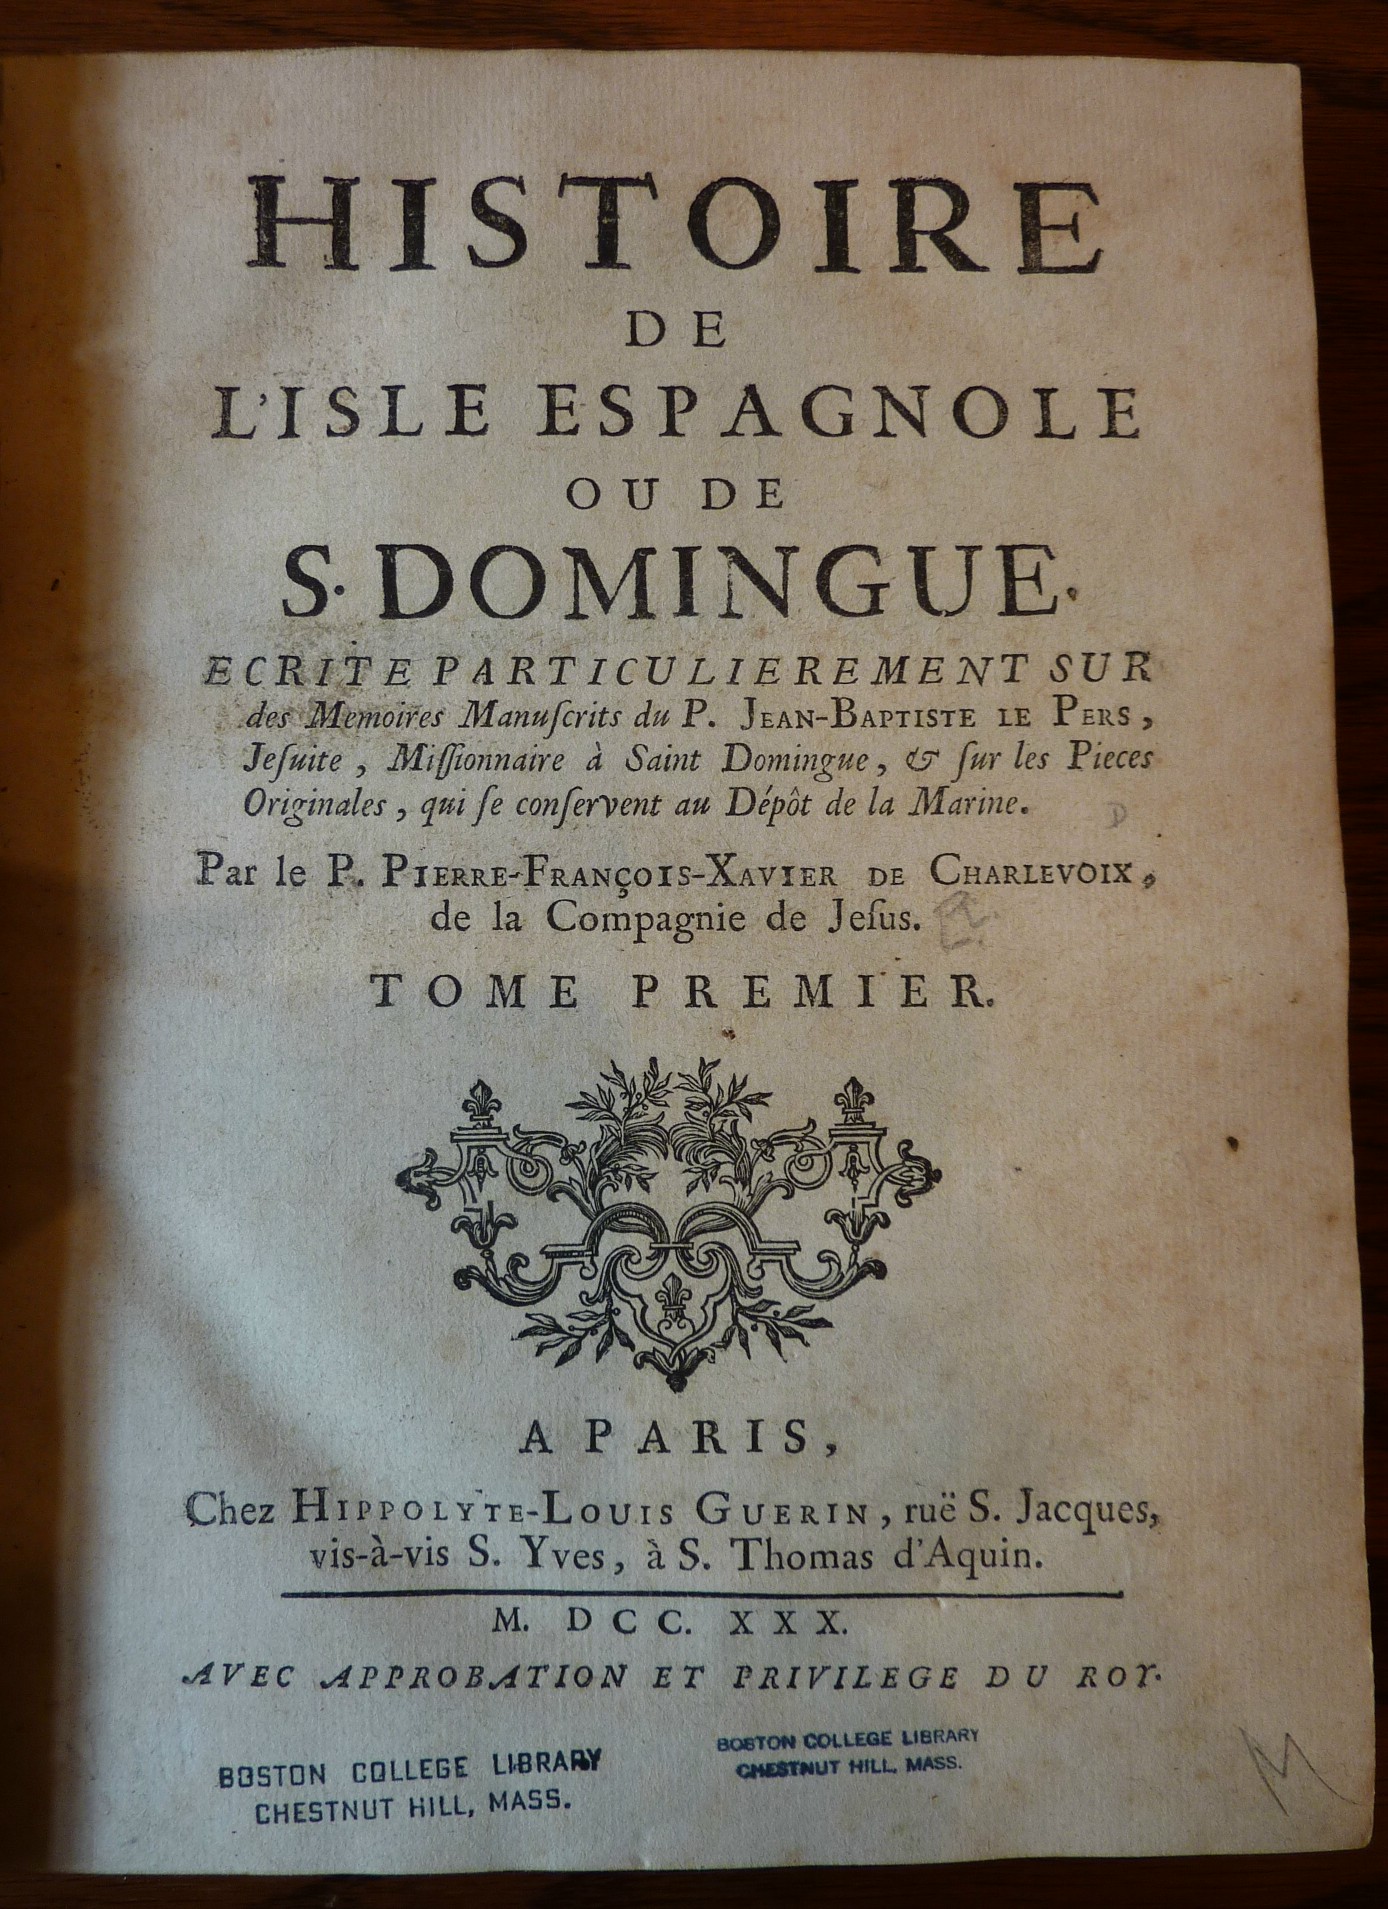 HISTOIRE
DE
L'ISLE ESPAGNOLE
OU DE
S. DOMINGUE.
ECRITE PARTICULIEREMENT SUR
des Memoires Manuſcrits du P. JEAN-BAPTISTE LE PERS,
Jeſuite, Miſſionnaire à Saint Domingue, & ſur les Pieces
Originales, qui ſe conſervent au Dépôt de la Marine.
Par le P. PIERRE-FRANÇOIS-XAVIER DE CHARLEVOIX,
de la Compagnie de Jeſus.
TOME PREMIER.
A PARIS,
Chez HIPPOLYTE-LOUIS GUERIN, ruë S. Jacques,
vis-à-vis S. Yves, à S. Thomas d'Aquin.
M. DCC. XXX.
AVEC APPROBATION ET PRIVILEGE DU ROY.
BOSTON COLLEGE LIBRARY
CHESTNUT HILL, MASS.
BOSTON COLLEGE LIBRARY
CHESTNUT HILL, MASS.